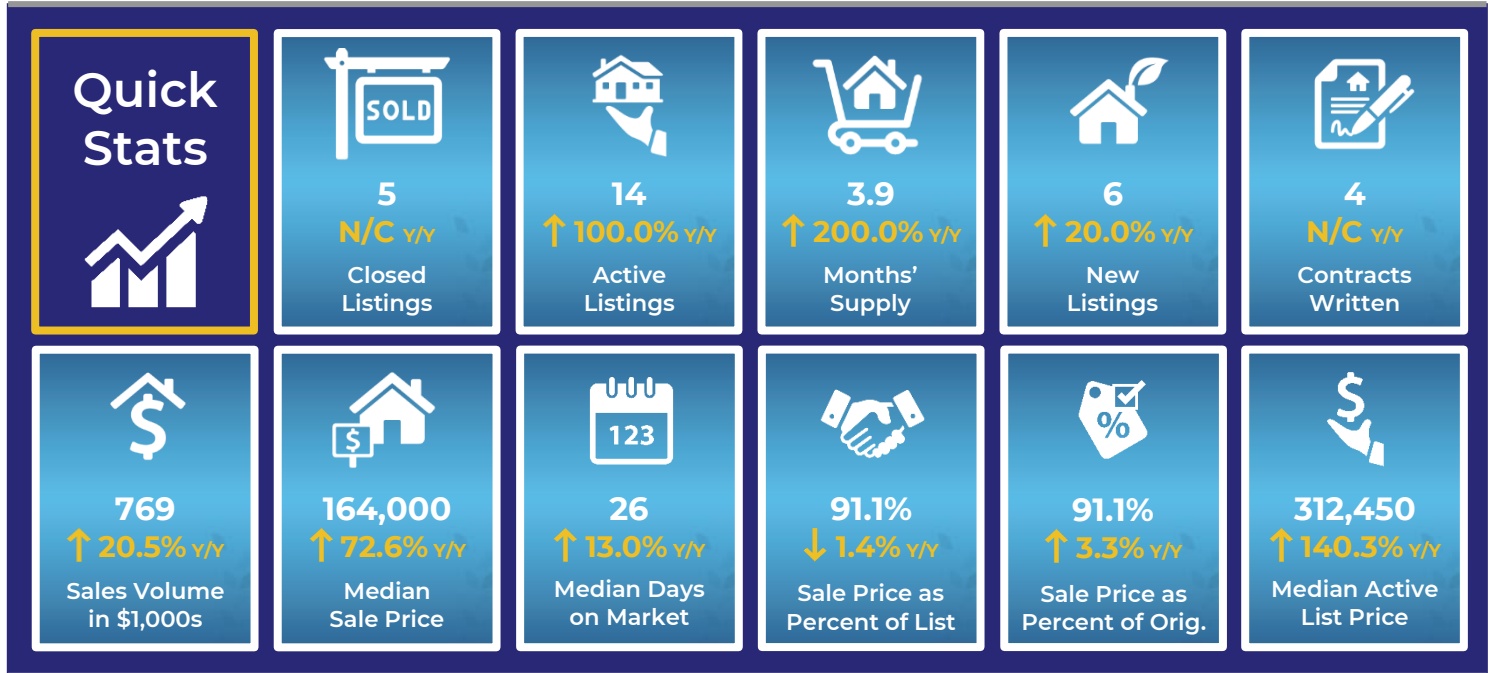 Quick
Stats
SOLD
5
N/C Y/Y
Closed
Listings
14
↑ 100.0% Y/Y
Active
Listings
3.9
↑ 200.0% Y/Y
Months’
Supply
6
↑ 20.0% Y/Y
New
Listings
4
N/C Y/Y
Contracts
Written
$
769
↑ 20.5% Y/Y
Sales Volume
in $1,000s
$
164,000
↑ 72.6% Y/Y
Median
Sale Price
123
26
↑ 13.0% Y/Y
Median Days
on Market
91.1%
↓ 1.4% Y/Y
Sale Price as
Percent of List
%
91.1%
↑ 3.3% Y/Y
Sale Price as
Percent of Orig.
$
312,450
↑ 140.3% Y/Y
Median Active
List Price